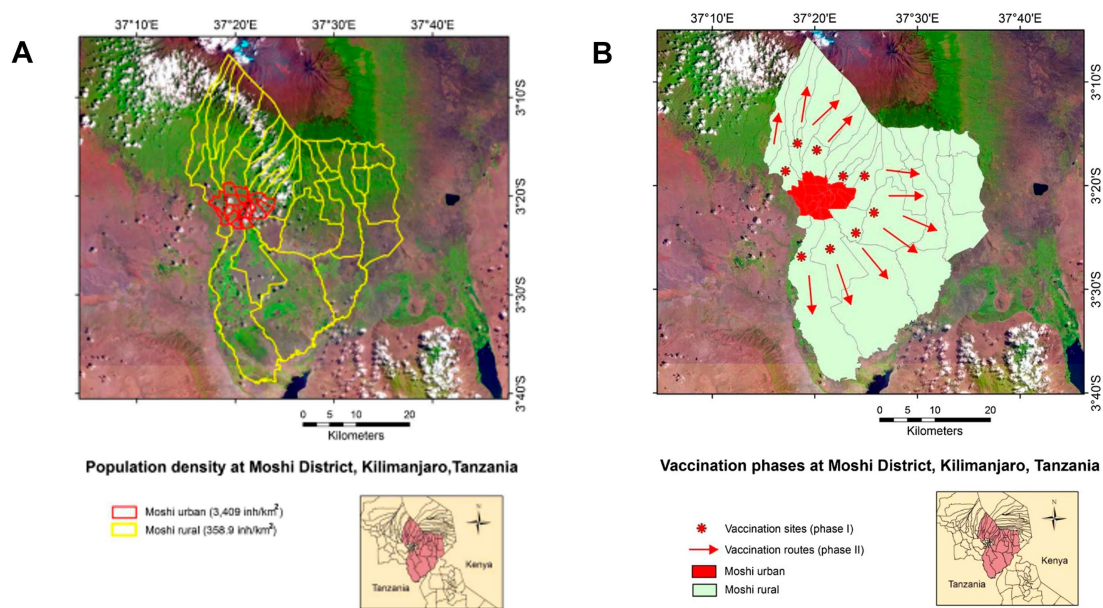 A
37°10'E
37°20'E
37°30'E
37°40'E
3°10'S
3°20'S
3°30'S
3°40'S
0 5 10 20
Kilometers
Population density at Moshi District, Kilimanjaro,Tanzania
Moshi urban (3,409 inh/km²)
Moshi rural (358.9 inh/km²)
N
Kenya
Tanzania
B
37°10'E
37°20'E
37°30'E
37°40'E
3°10'S
3°20'S
3°30'S
3°40'S
0 5 10 20
Kilometers
Vaccination phases at Moshi District, Kilimanjaro, Tanzania
Vaccination sites (phase I)
Vaccination routes (phase II)
Moshi urban
Moshi rural
N
Kenya
Tanzania